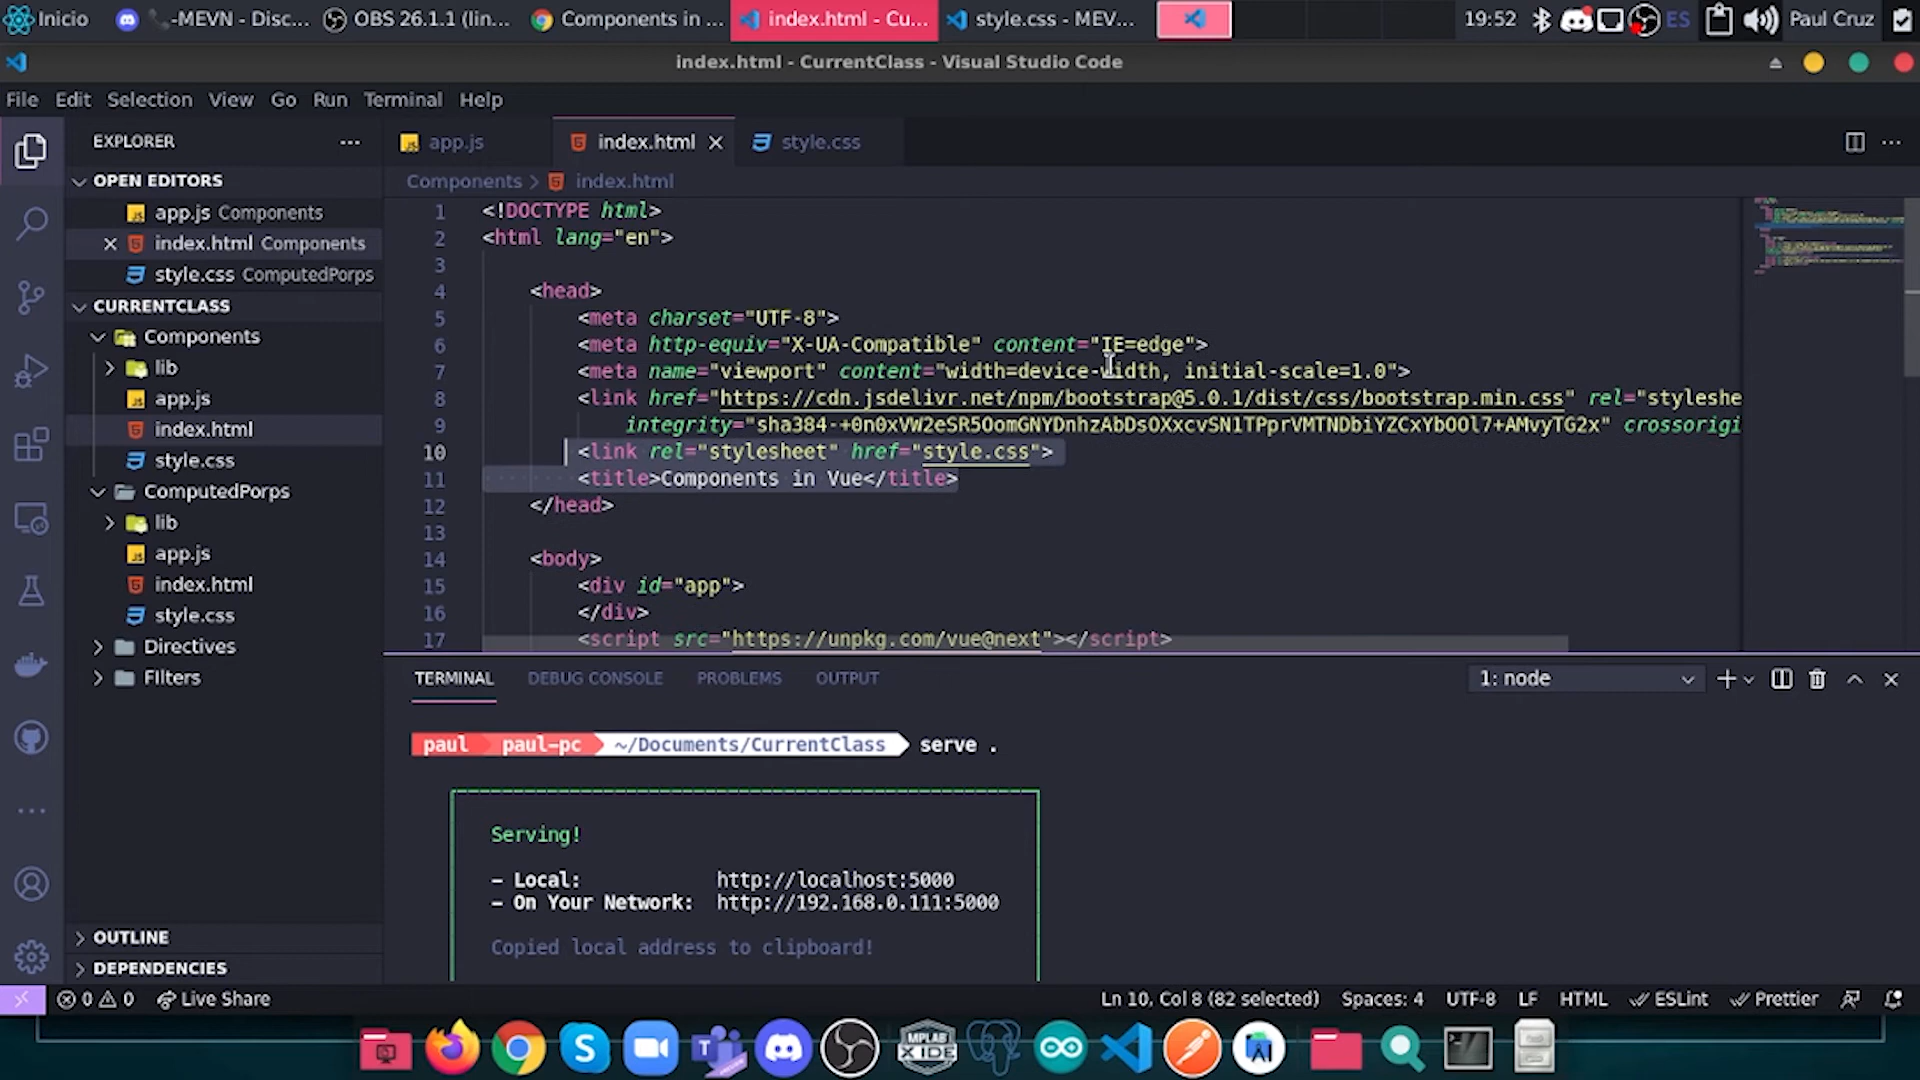 Inicio
-MEVN - Disc...
OBS 26.1.1 (lin...
Components in ...
index.html - Cu...
style.css - MEV...
19:52
ES
Paul Cruz
index.html - CurrentClass - Visual Studio Code
File Edit Selection View Go Run Terminal Help
EXPLORER
OPEN EDITORS
app.js Components
index.html Components
style.css ComputedPorps
CURRENTCLASS
Components
lib
app.js
index.html
style.css
ComputedPorps
lib
app.js
index.html
style.css
Directives
FIlters
OUTLINE
DEPENDENCIES
app.js
index.html
style.css
Components > index.html
1 <!DOCTYPE html>
2 <html lang="en">
3
4 <head>
5 <meta charset="UTF-8">
6 <meta http-equiv="X-UA-Compatible" content="IE=edge">
7 <meta name="viewport" content="width=device-width, initial-scale=1.0">
8 <link href="https://cdn.jsdelivr.net/npm/bootstrap@5.0.1/dist/css/bootstrap.min.css" rel="styleshe
9 integrity="sha384-+0n0xVW2eSR5OomGNYDnhzAbDsOXxcvSN1TPprVMTNDbiYZCxYbOOl7+AMvyTG2x" crossorigi
10 <link rel="stylesheet" href="style.css">
11 <title>Components in Vue</title>
12 </head>
13
14 <body>
15 <div id="app">
16 </div>
17 <script src="https://unpkg.com/vue@next"></script>
TERMINAL DEBUG CONSOLE PROBLEMS OUTPUT
1: node
paul paul-pc ~/Documents/CurrentClass serve .
Serving!
- Local: http://localhost:5000
- On Your Network: http://192.168.0.111:5000
Copied local address to clipboard!
0 0 Live Share
Ln 10, Col 8 (82 selected) Spaces: 4 UTF-8 LF HTML ESLint Prettier
MPLAB
X IDE